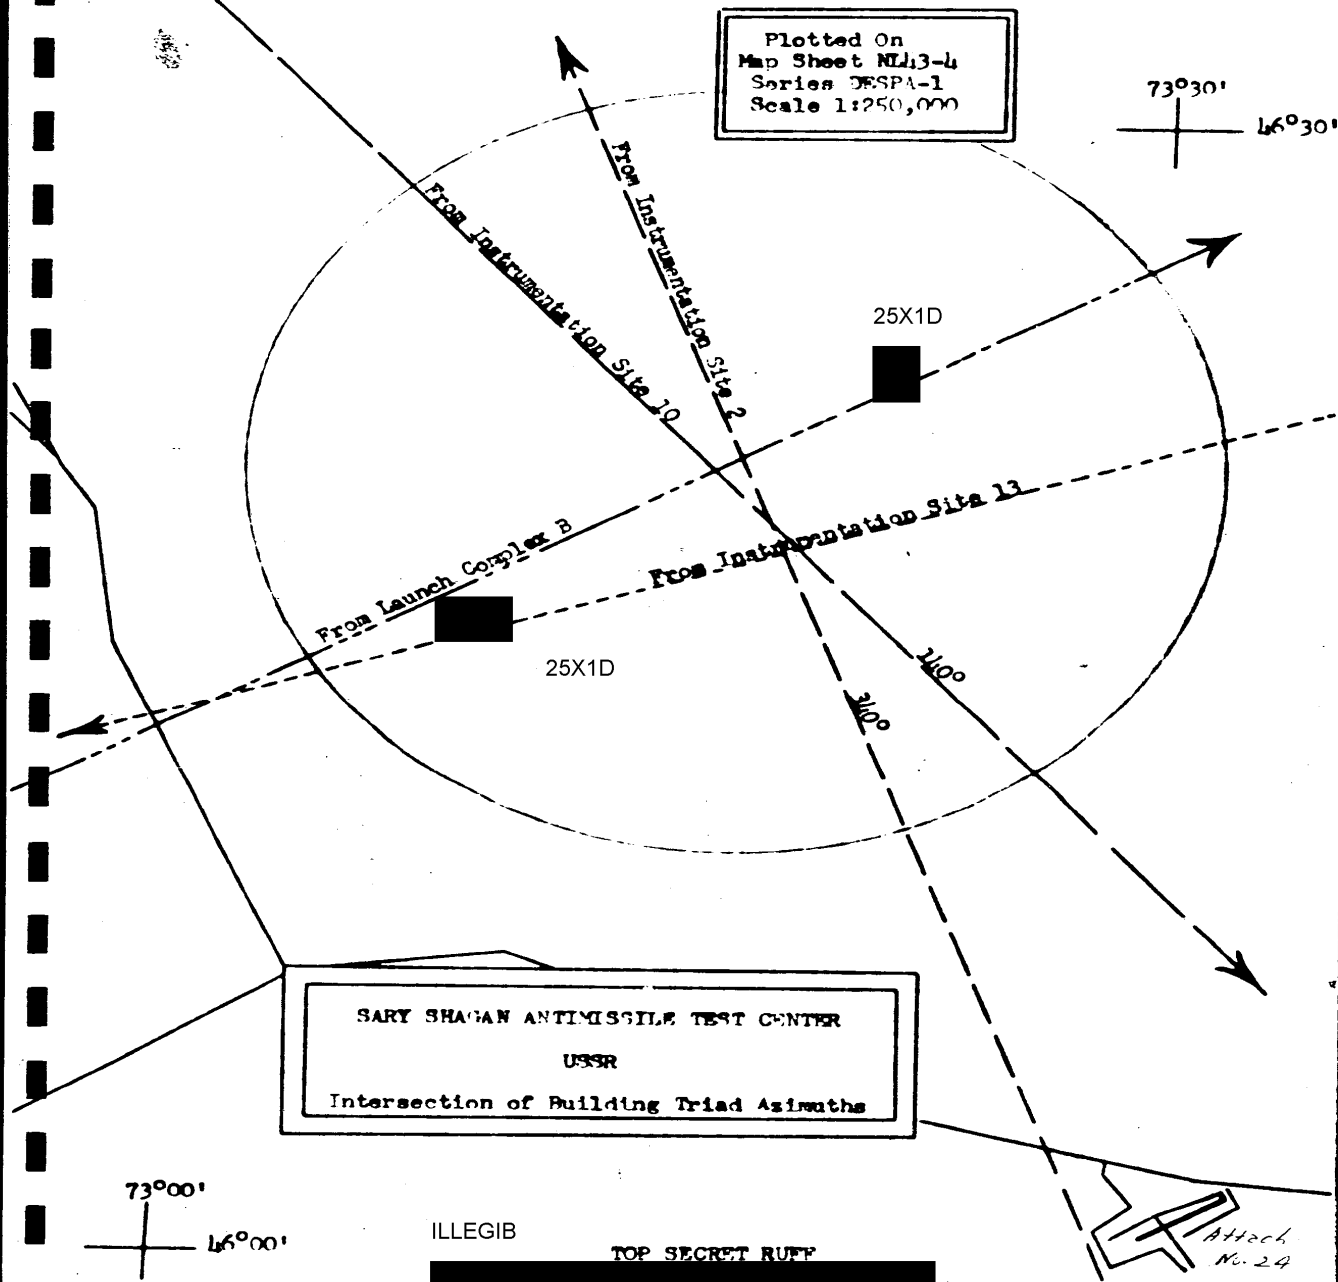 Plotted On
Map Sheet NL43-4
Series DESPA-1
Scale 1:250,000
73°30'
46°30'
From Instrumentation Site 2
From Instrumentation Site 10
25X1D
From Launch Complex B
From Instrumentation Site 13
25X1D
140°
340°
SARY SHAGAN ANTIMISSILE TEST CENTER
USSR
Intersection of Building Triad Azimuths
73°00'
46°00'
ILLEGIB
TOP SECRET RUFF
Attach
No. 24